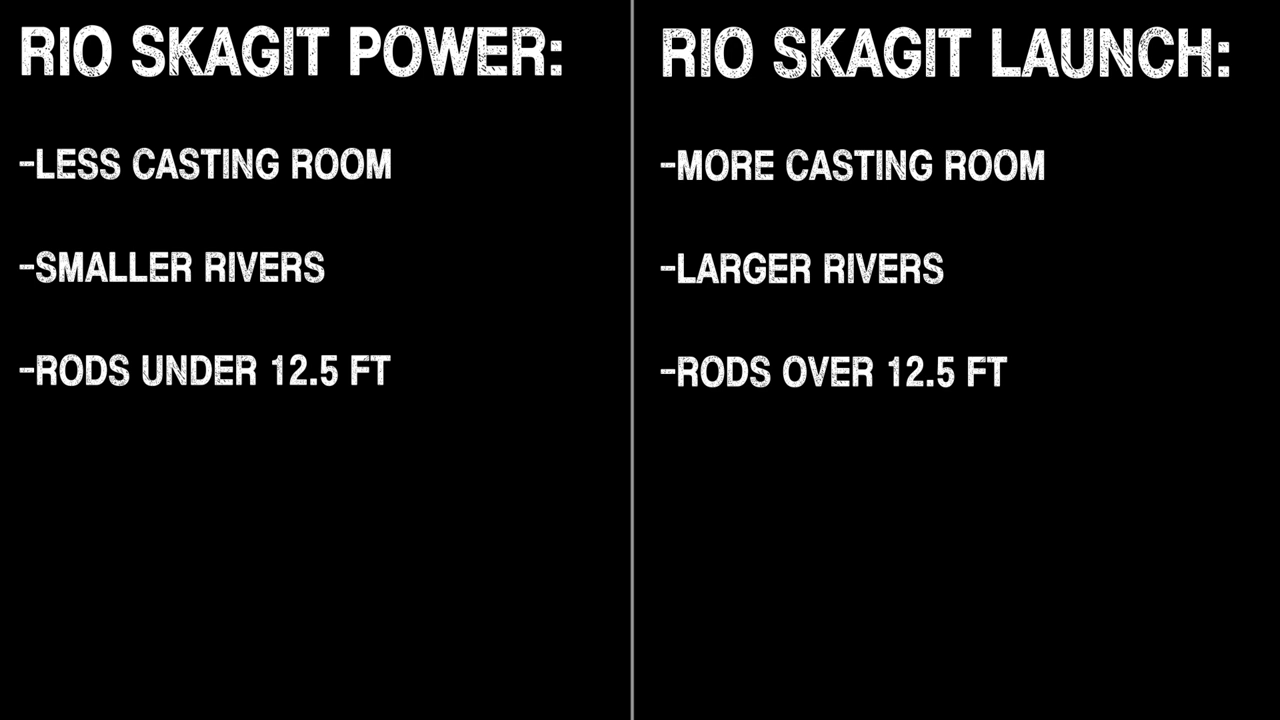 RIO SKAGIT POWER:
-LESS CASTING ROOM
-SMALLER RIVERS
-RODS UNDER 12.5 FT
RIO SKAGIT LAUNCH:
-MORE CASTING ROOM
-LARGER RIVERS
-RODS OVER 12.5 FT